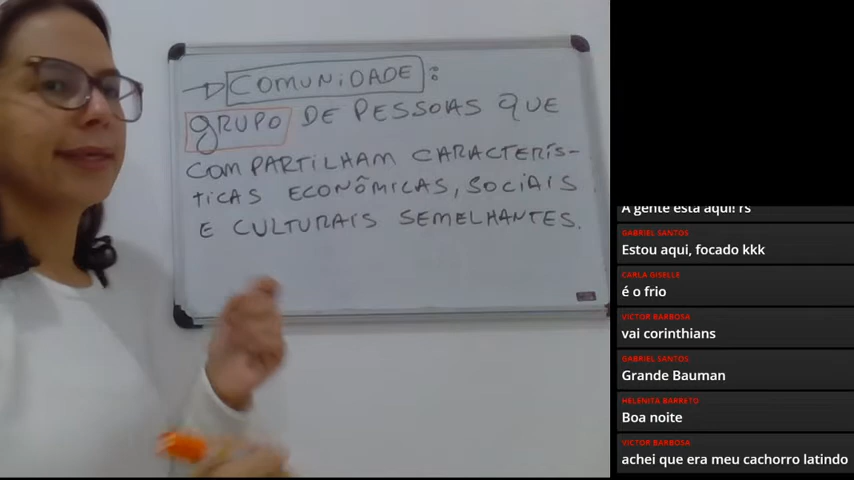 → COMUNIDADE:
GRUPO DE PESSOAS QUE
COMPARTILHAM CARACTERÍS-
TICAS ECONÔMICAS, SOCIAIS
E CULTURAIS SEMELHANTES.
A gente está aqui! rs
GABRIEL SANTOS
Estou aqui, focado kkk
CARLA GISELLE
é o frio
VICTOR BARBOSA
vai corinthians
GABRIEL SANTOS
Grande Bauman
HELENITA BARRETO
Boa noite
VICTOR BARBOSA
achei que era meu cachorro latindo